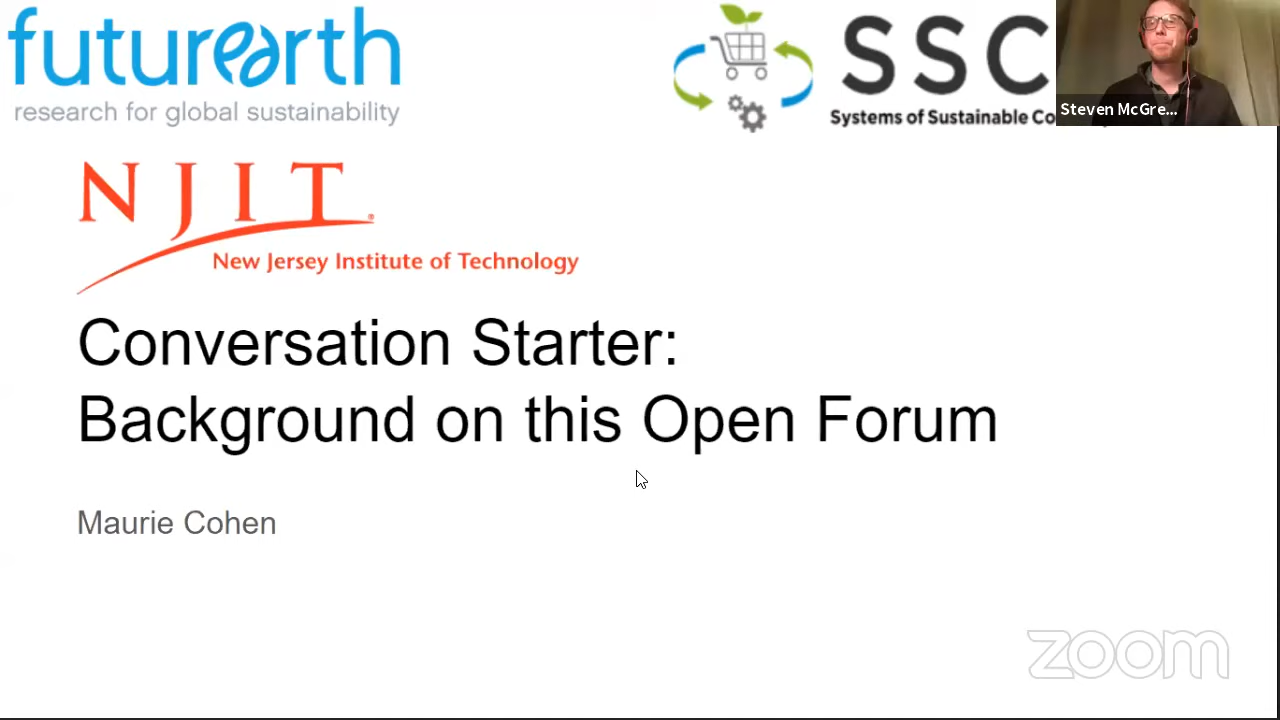 futurearth
research for global sustainability
SSC
Systems of Sustainable Co
Steven McGre...
NJIT
New Jersey Institute of Technology
Conversation Starter:
Background on this Open Forum
Maurie Cohen
zoom